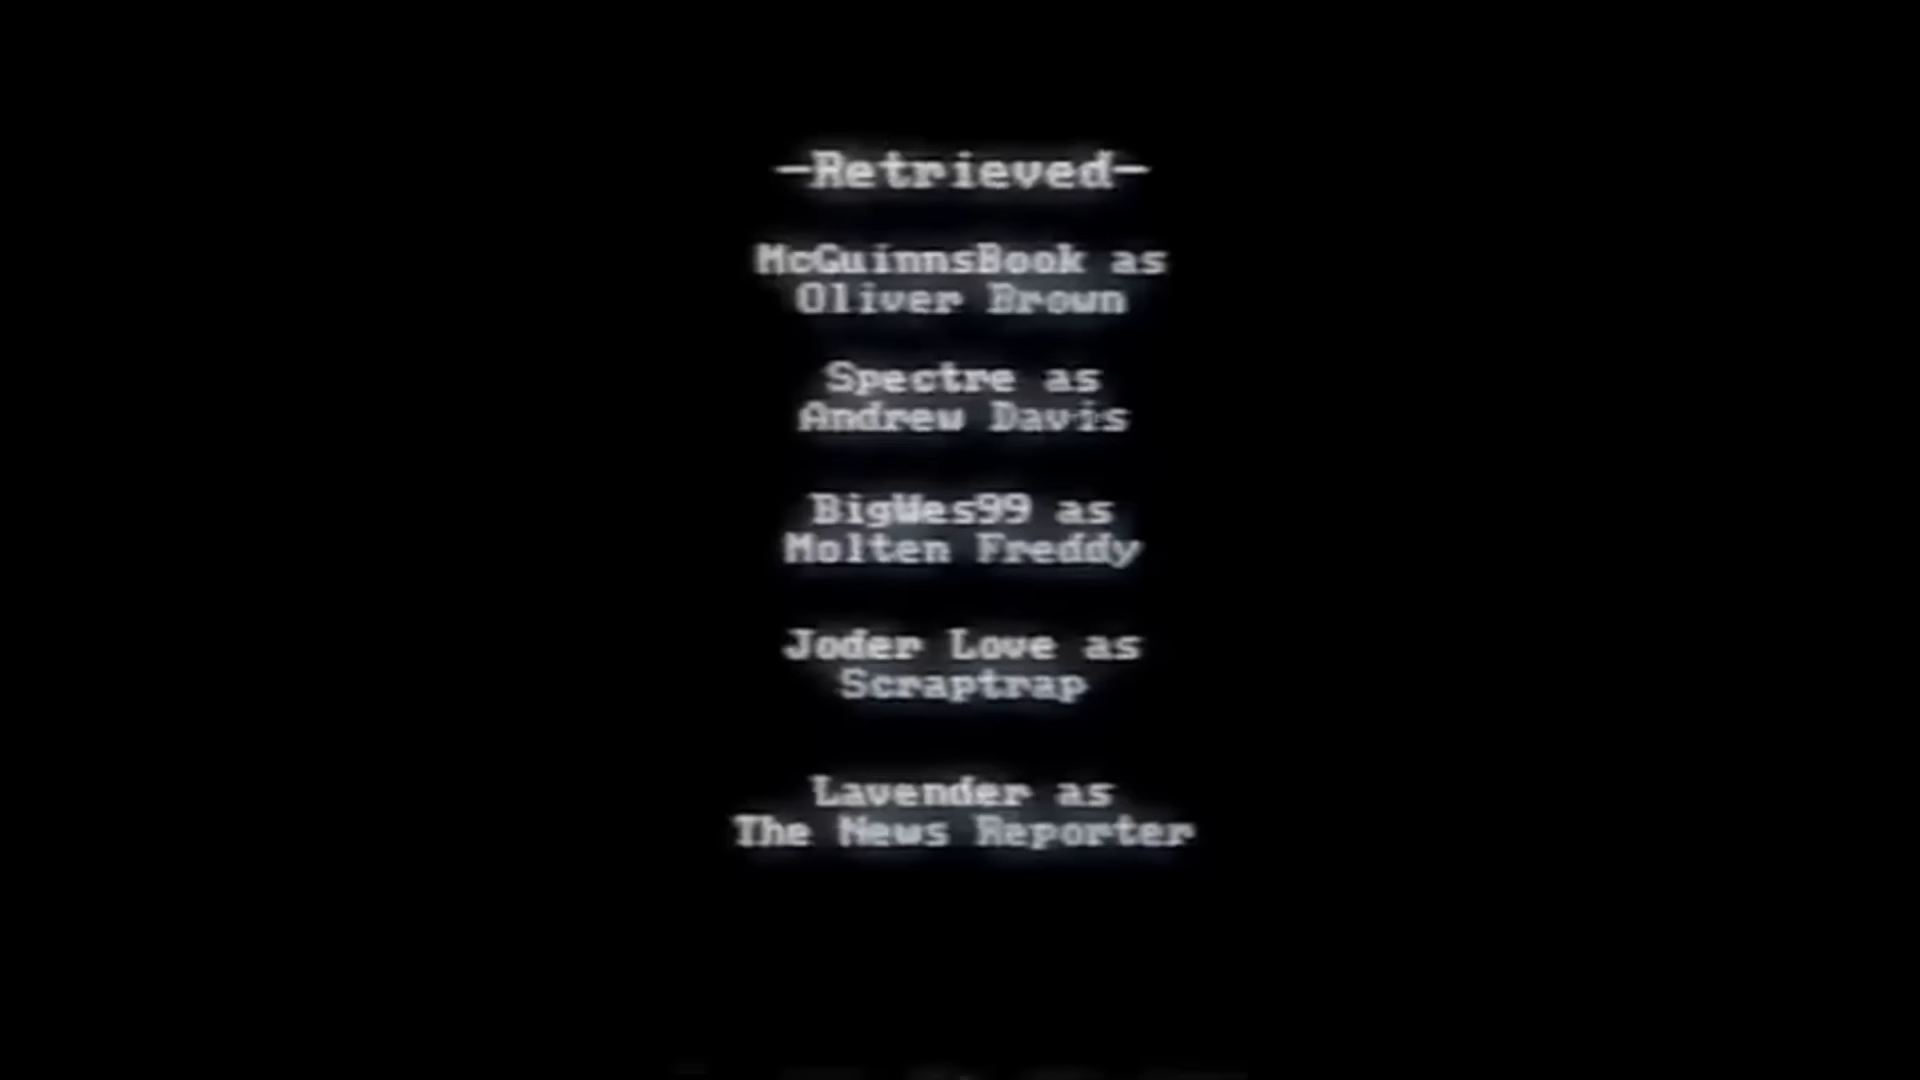 —Retrieved—
McGuinnsBook as
Oliver Brown
Spectre as
Andrew Davis
BigWes99 as
Molten Freddy
Joder Love as
Scraptrap
Lavender as
The News Reporter